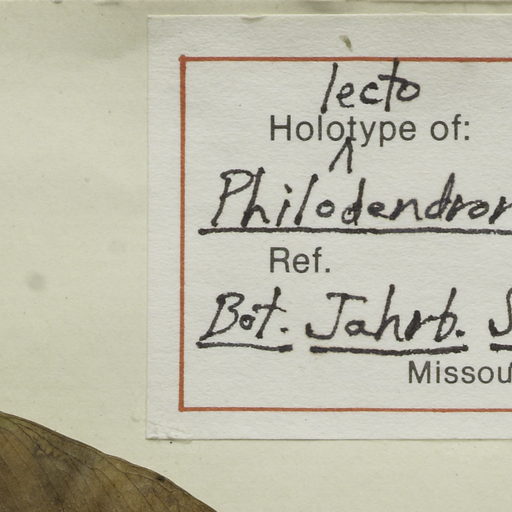 lecto
Holotype of:
Philodendron
Ref.
Bot. Jahrb. S
Missou